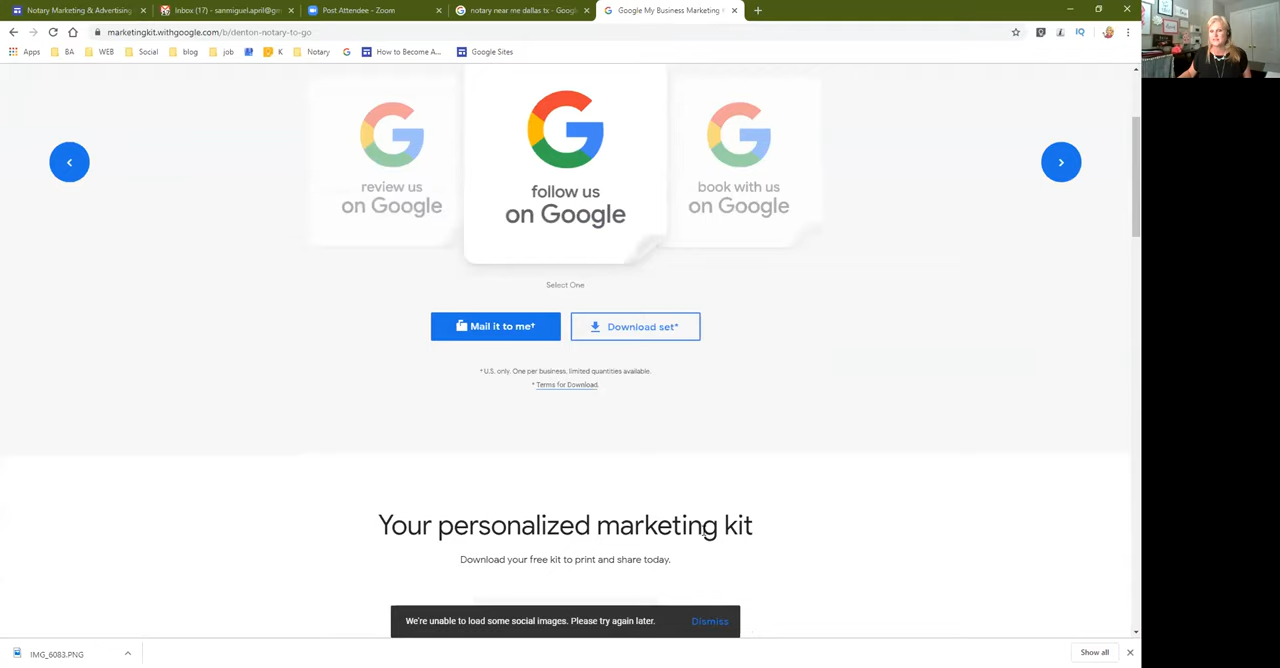 Notary Marketing & Advertising
Inbox (17) - sanmiguel.april@gm
Post Attendee - Zoom
notary near me dallas tx - Goog
Google My Business Marketing
marketingkit.withgoogle.com/b/denton-notary-to-go
Apps BA WEB Social blog job K Notary How to Become A... Google Sites
review us
on Google
follow us
on Google
book with us
on Google
Select One
Mail it to me†
Download set*
* U.S. only. One per business, limited quantities available.
* Terms for Download.
Your personalized marketing kit
Download your free kit to print and share today.
We're unable to load some social images. Please try again later. Dismiss
IMG_6083.PNG
Show all